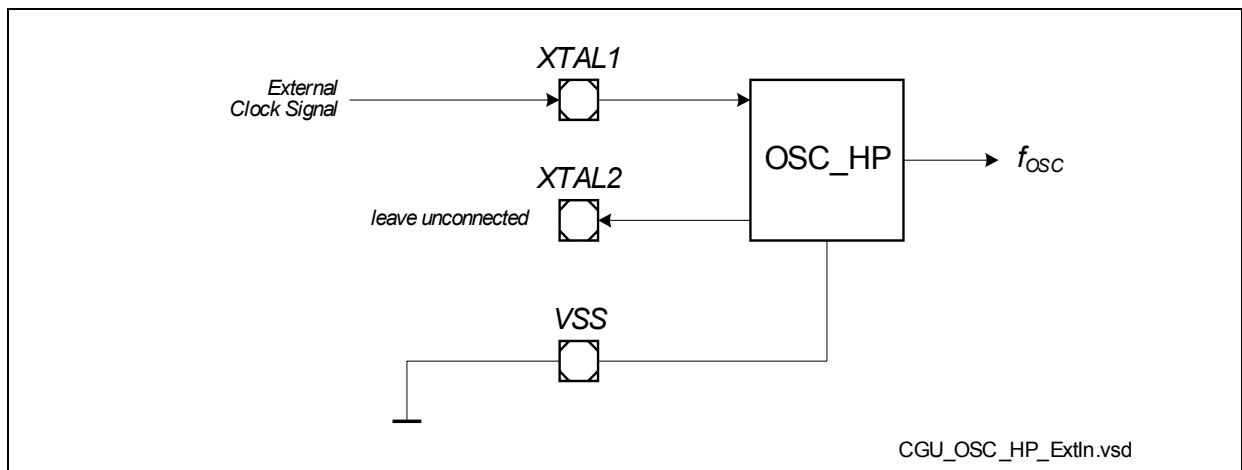 XTAL1
External
Clock Signal
OSC_HP
fOSC
XTAL2
leave unconnected
VSS
CGU_OSC_HP_ExtIn.vsd